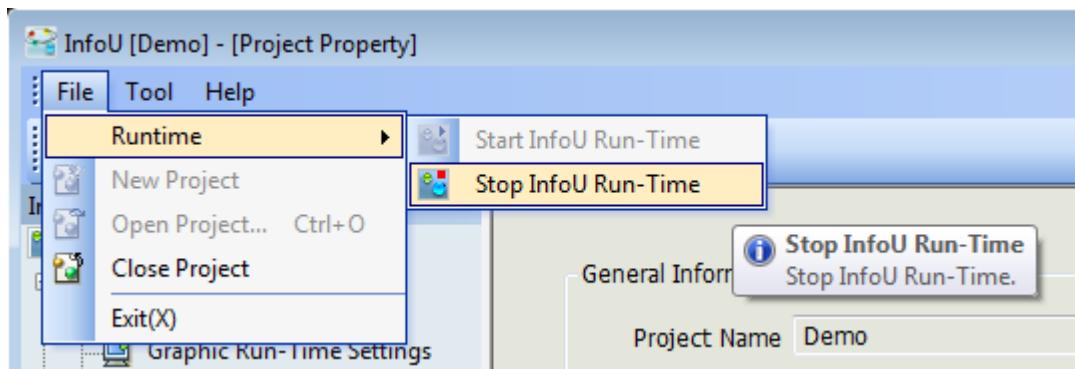 InfoU [Demo] - [Project Property]
File Tool Help
Runtime
Start InfoU Run-Time
New Project
Stop InfoU Run-Time
Open Project... Ctrl+O
Close Project
Exit(X)
Stop InfoU Run-Time
Stop InfoU Run-Time.
General Inform
Project Name Demo
Graphic Run-Time Settings